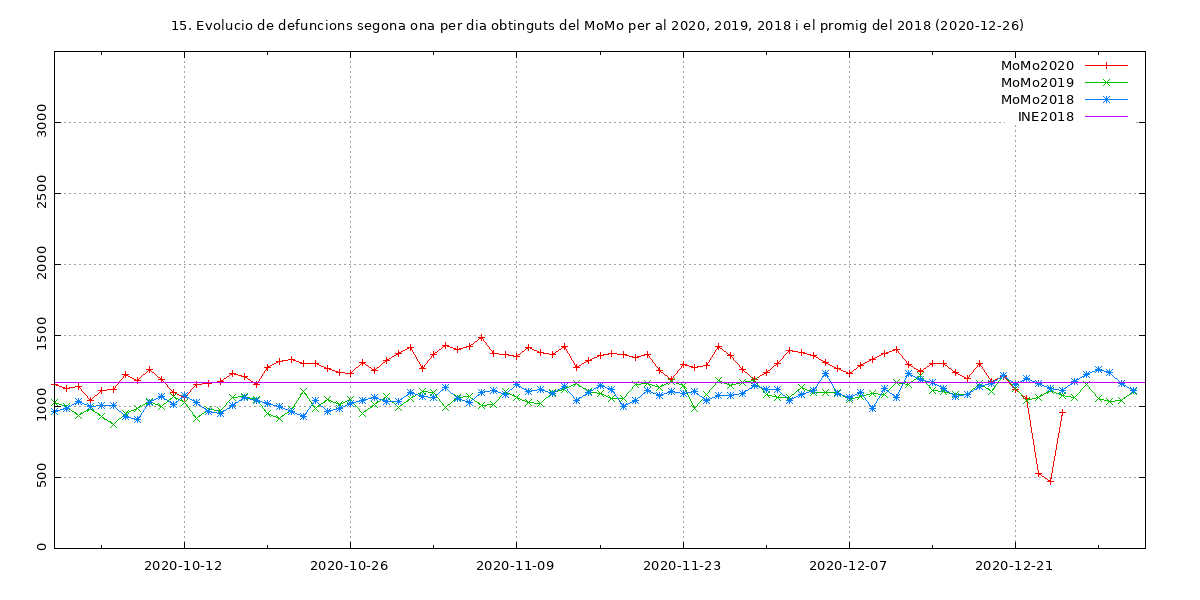 15. Evolucio de defuncions segona ona per dia obtinguts del MoMo per al 2020, 2019, 2018 i el promig del 2018 (2020-12-26)
MoMo2020
MoMo2019
MoMo2018
INE2018
3000
2500
2000
1500
1000
500
0
2020-10-12 2020-10-26 2020-11-09 2020-11-23 2020-12-07 2020-12-21